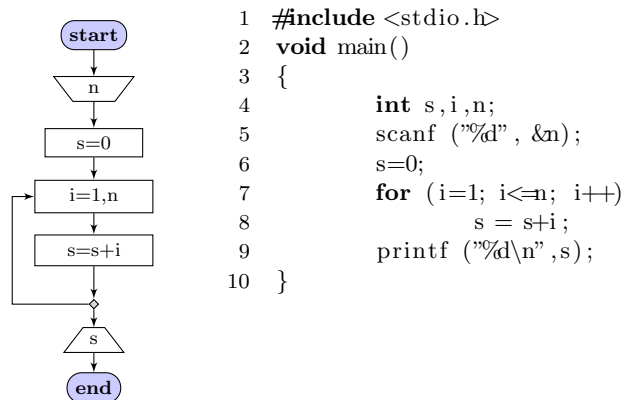 start
n
s=0
i=1,n
s=s+i
s
end
1 #include <stdio.h>
2 void main()
3 {
4 int s,i,n;
5 scanf ("%d", &n);
6 s=0;
7 for (i=1; i<=n; i++)
8 s = s+i;
9 printf ("%d\n",s);
10 }